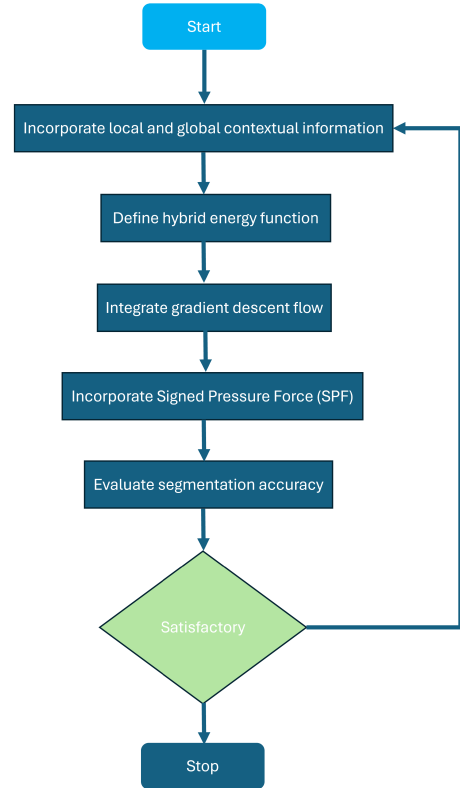 Start
Incorporate local and global contextual information
Define hybrid energy function
Integrate gradient descent flow
Incorporate Signed Pressure Force (SPF)
Evaluate segmentation accuracy
Satisfactory
Stop